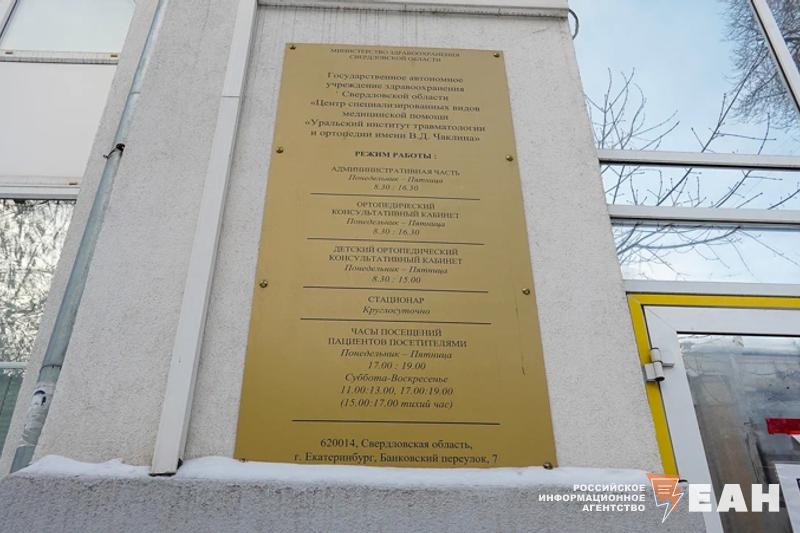 МИНИСТЕРСТВО ЗДРАВООХРАНЕНИЯ
СВЕРДЛОВСКОЙ ОБЛАСТИ
Государственное автономное
учреждение здравоохранения
Свердловской области
«Центр специализированных видов
медицинской помощи
«Уральский институт травматологии
и ортопедии имени В.Д. Чаклина»
РЕЖИМ РАБОТЫ :
АДМИНИСТРАТИВНАЯ ЧАСТЬ
Понедельник – Пятница
8.30 : 16.30
ОРТОПЕДИЧЕСКИЙ
КОНСУЛЬТАТИВНЫЙ КАБИНЕТ
Понедельник – Пятница
8.30 : 16.30
ДЕТСКИЙ ОРТОПЕДИЧЕСКИЙ
КОНСУЛЬТАТИВНЫЙ КАБИНЕТ
Понедельник – Пятница
8.30 : 15.00
СТАЦИОНАР
Круглосуточно
ЧАСЫ ПОСЕЩЕНИЙ
ПАЦИЕНТОВ ПОСЕТИТЕЛЯМИ
Понедельник – Пятница
17.00 : 19.00
Суббота-Воскресенье
11.00:13.00, 17.00:19.00
(15.00:17.00 тихий час)
620014, Свердловская область,
г. Екатеринбург, Банковский переулок, 7
РОССИЙСКОЕ
ИНФОРМАЦИОННОЕ
АГЕНТСТВО
ЕАН